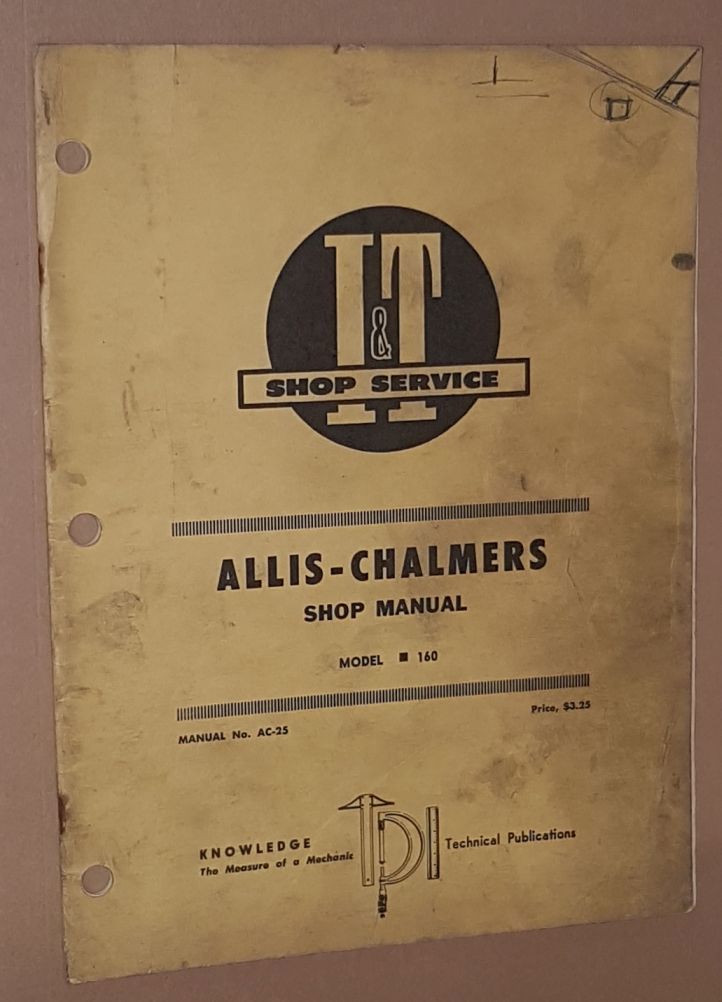 I&T
SHOP SERVICE
ALLIS-CHALMERS
SHOP MANUAL
MODEL ■ 160
MANUAL No. AC-25
Price, $3.25
KNOWLEDGE
The Measure of a Mechanic
TPI
Technical Publications